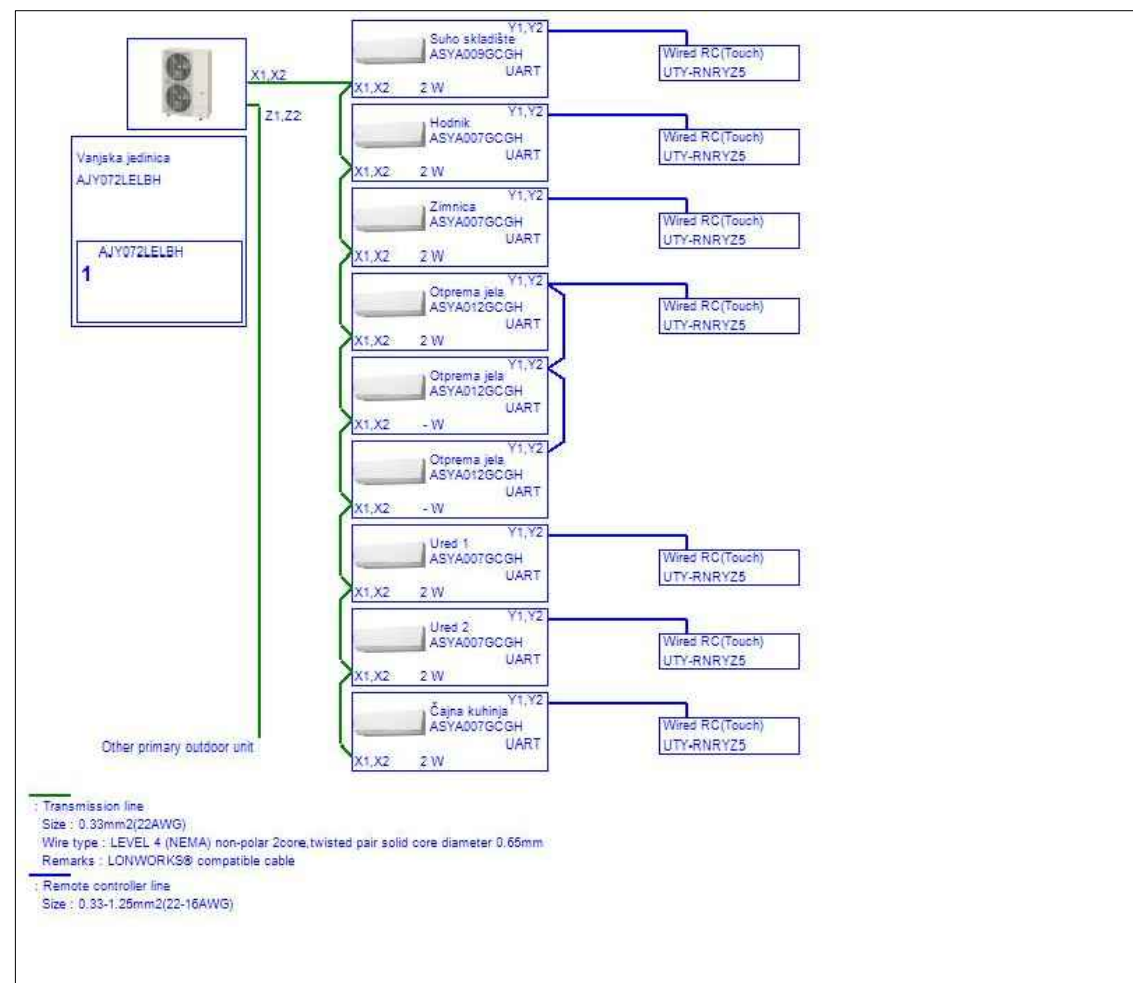 X1,X2
Z1,Z2
Vanjska jedinica
AJY072LELBH
AJY072LELBH
1
Other primary outdoor unit
Y1,Y2
Suho skladište
ASYA009GCGH
UART
X1,X2 2 W
Wired RC(Touch)
UTY-RNRYZ5
Y1,Y2
Hodnik
ASYA007GCGH
UART
X1,X2 2 W
Wired RC(Touch)
UTY-RNRYZ5
Y1,Y2
Zimnica
ASYA007GCGH
UART
X1,X2 2 W
Wired RC(Touch)
UTY-RNRYZ5
Y1,Y2
Otprema jela
ASYA012GCGH
UART
X1,X2 2 W
Wired RC(Touch)
UTY-RNRYZ5
Y1,Y2
Otprema jela
ASYA012GCGH
UART
X1,X2 - W
Y1,Y2
Otprema jela
ASYA012GCGH
UART
X1,X2 - W
Y1,Y2
Ured 1
ASYA007GCGH
UART
X1,X2 2 W
Wired RC(Touch)
UTY-RNRYZ5
Y1,Y2
Ured 2
ASYA007GCGH
UART
X1,X2 2 W
Wired RC(Touch)
UTY-RNRYZ5
Y1,Y2
Čajna kuhinja
ASYA007GCGH
UART
X1,X2 2 W
Wired RC(Touch)
UTY-RNRYZ5
: Transmission line
Size : 0.33mm2(22AWG)
Wire type : LEVEL 4 (NEMA) non-polar 2core,twisted pair solid core diameter 0.65mm
Remarks : LONWORKS® compatible cable
: Remote controller line
Size : 0.33-1.25mm2(22-16AWG)